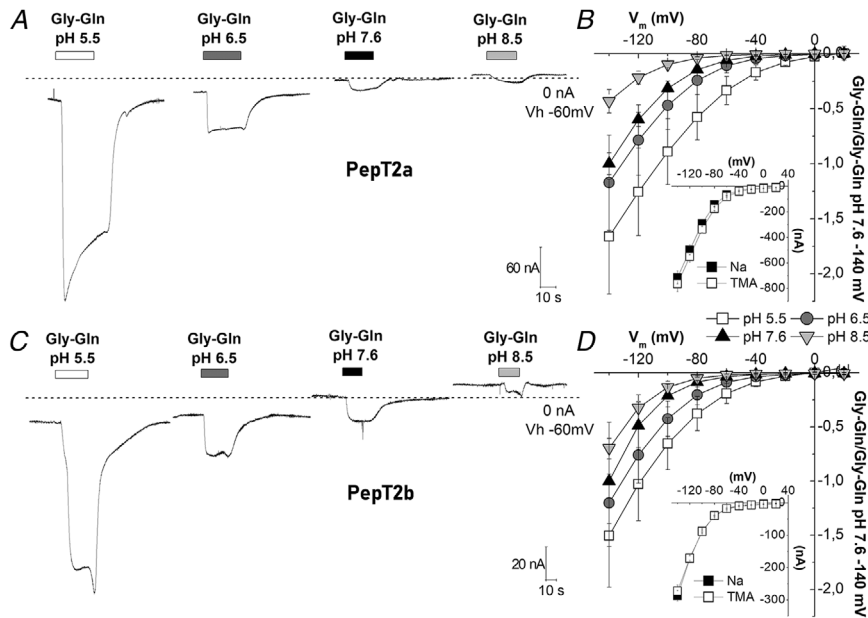 A
Gly-Gln
pH 5.5
Gly-Gln
pH 6.5
Gly-Gln
pH 7.6
Gly-Gln
pH 8.5
0 nA
Vh -60mV
PepT2a
60 nA
10 s
B
Vm (mV)
-120 -80 -40 0
0,0
-0,5
-1,0
-1,5
-2,0
Gly-Gln/Gly-Gln pH 7.6 -140 mV
(mV)
-120 -80 -40 0 40
0
-200
-400
-600
-800
(nA)
Na
TMA
pH 5.5 pH 6.5
pH 7.6 pH 8.5
C
Gly-Gln
pH 5.5
Gly-Gln
pH 6.5
Gly-Gln
pH 7.6
Gly-Gln
pH 8.5
0 nA
Vh -60mV
PepT2b
20 nA
10 s
D
Vm (mV)
-120 -80 -40 0
0,0
-0,5
-1,0
-1,5
-2,0
Gly-Gln/Gly-Gln pH 7.6 -140 mV
(mV)
-120 -80 -40 0 40
0
-100
-200
-300
(nA)
Na
TMA